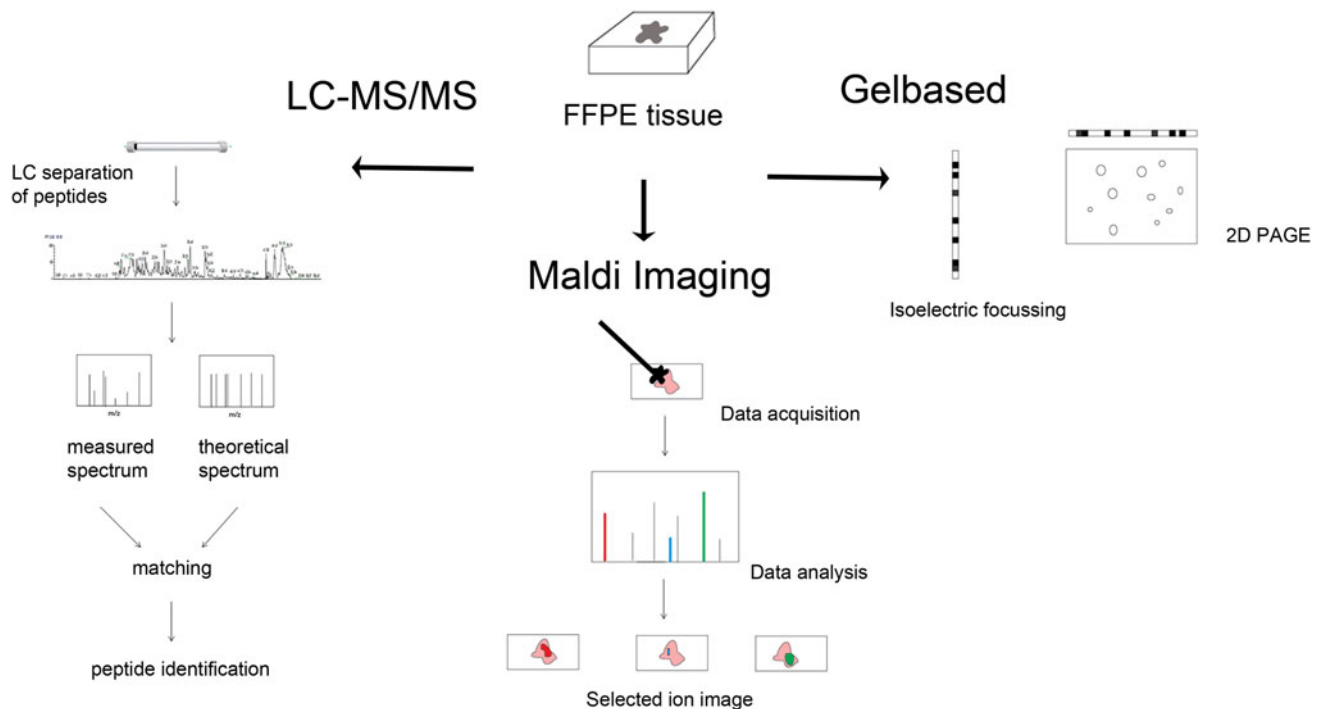 LC-MS/MS
FFPE tissue
Gelbased
LC separation
of peptides
2D PAGE
Isoelectric focussing
Maldi Imaging
m/z
m/z
measured
spectrum
theoretical
spectrum
matching
peptide identification
Data acquisition
Data analysis
Selected ion image